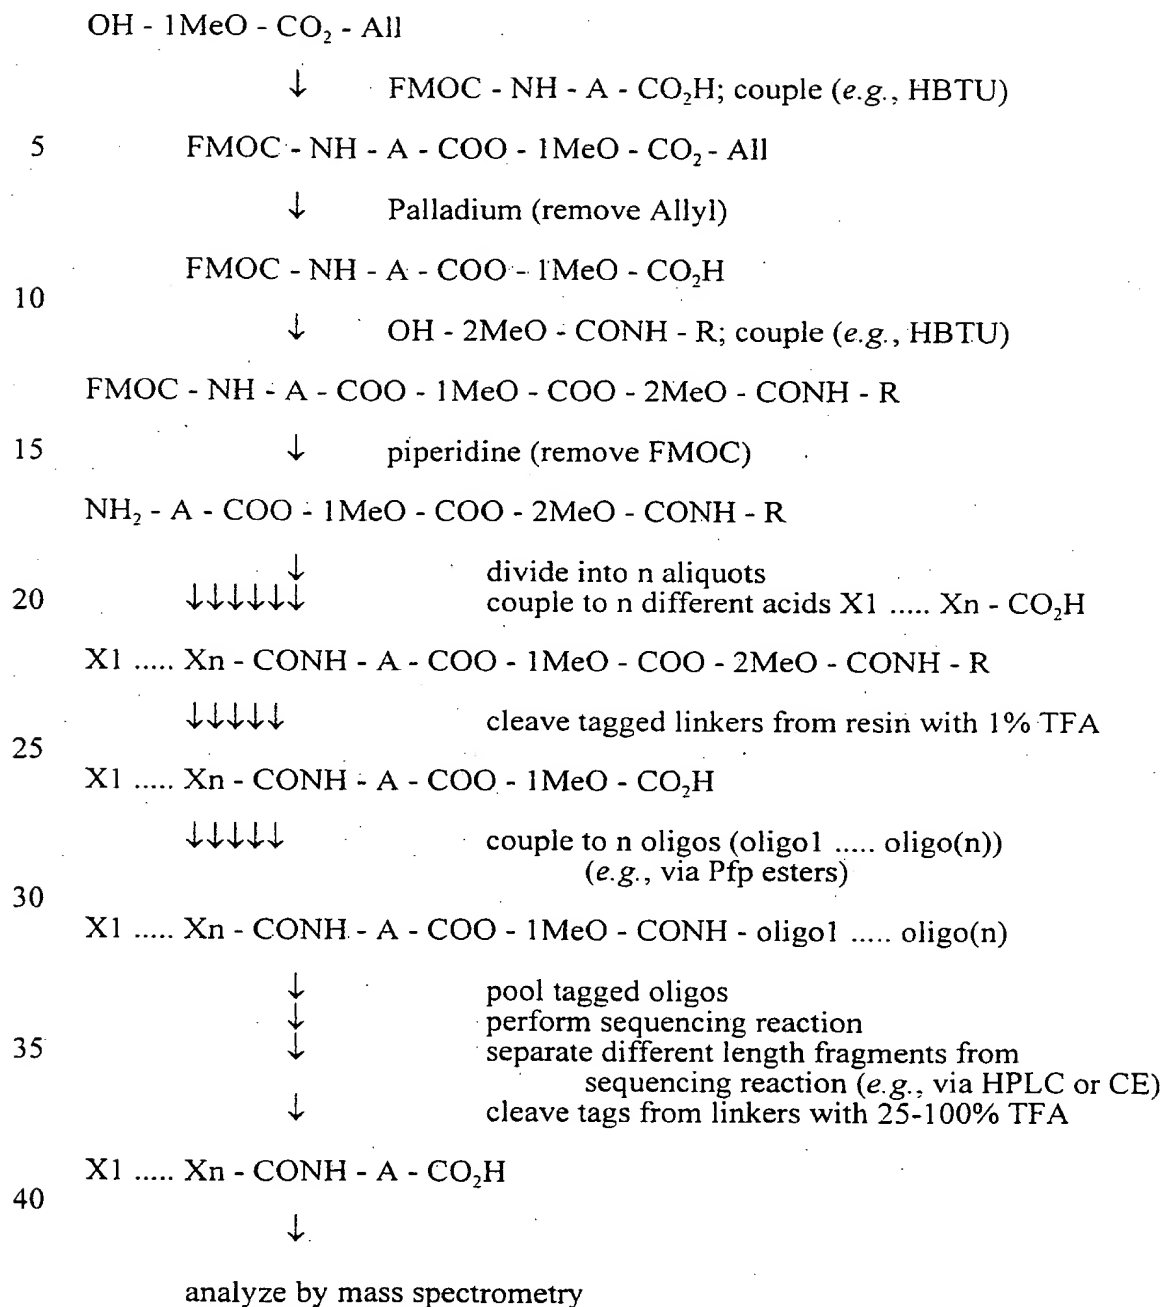 OH - 1MeO - CO₂ - All
↓ FMOC - NH - A - CO₂H; couple (e.g., HBTU)
5 FMOC - NH - A - COO - 1MeO - CO₂ - All
↓ Palladium (remove Allyl)
FMOC - NH - A - COO - 1MeO - CO₂H
10
↓ OH - 2MeO - CONH - R; couple (e.g., HBTU)
FMOC - NH - A - COO - 1MeO - COO - 2MeO - CONH - R
15 ↓ piperidine (remove FMOC)
NH₂ - A - COO - 1MeO - COO - 2MeO - CONH - R
↓ divide into n aliquots
20 ↓↓↓↓↓↓ couple to n different acids X1 ..... Xn - CO₂H
X1 ..... Xn - CONH - A - COO - 1MeO - COO - 2MeO - CONH - R
↓↓↓↓↓ cleave tagged linkers from resin with 1% TFA
25
X1 ..... Xn - CONH - A - COO - 1MeO - CO₂H
↓↓↓↓↓ couple to n oligos (oligo1 ..... oligo(n))
(e.g., via Pfp esters)
30
X1 ..... Xn - CONH - A - COO - 1MeO - CONH - oligo1 ..... oligo(n)
↓ pool tagged oligos
↓ perform sequencing reaction
35 ↓ separate different length fragments from
sequencing reaction (e.g., via HPLC or CE)
↓ cleave tags from linkers with 25-100% TFA
X1 ..... Xn - CONH - A - CO₂H
40
↓
analyze by mass spectrometry